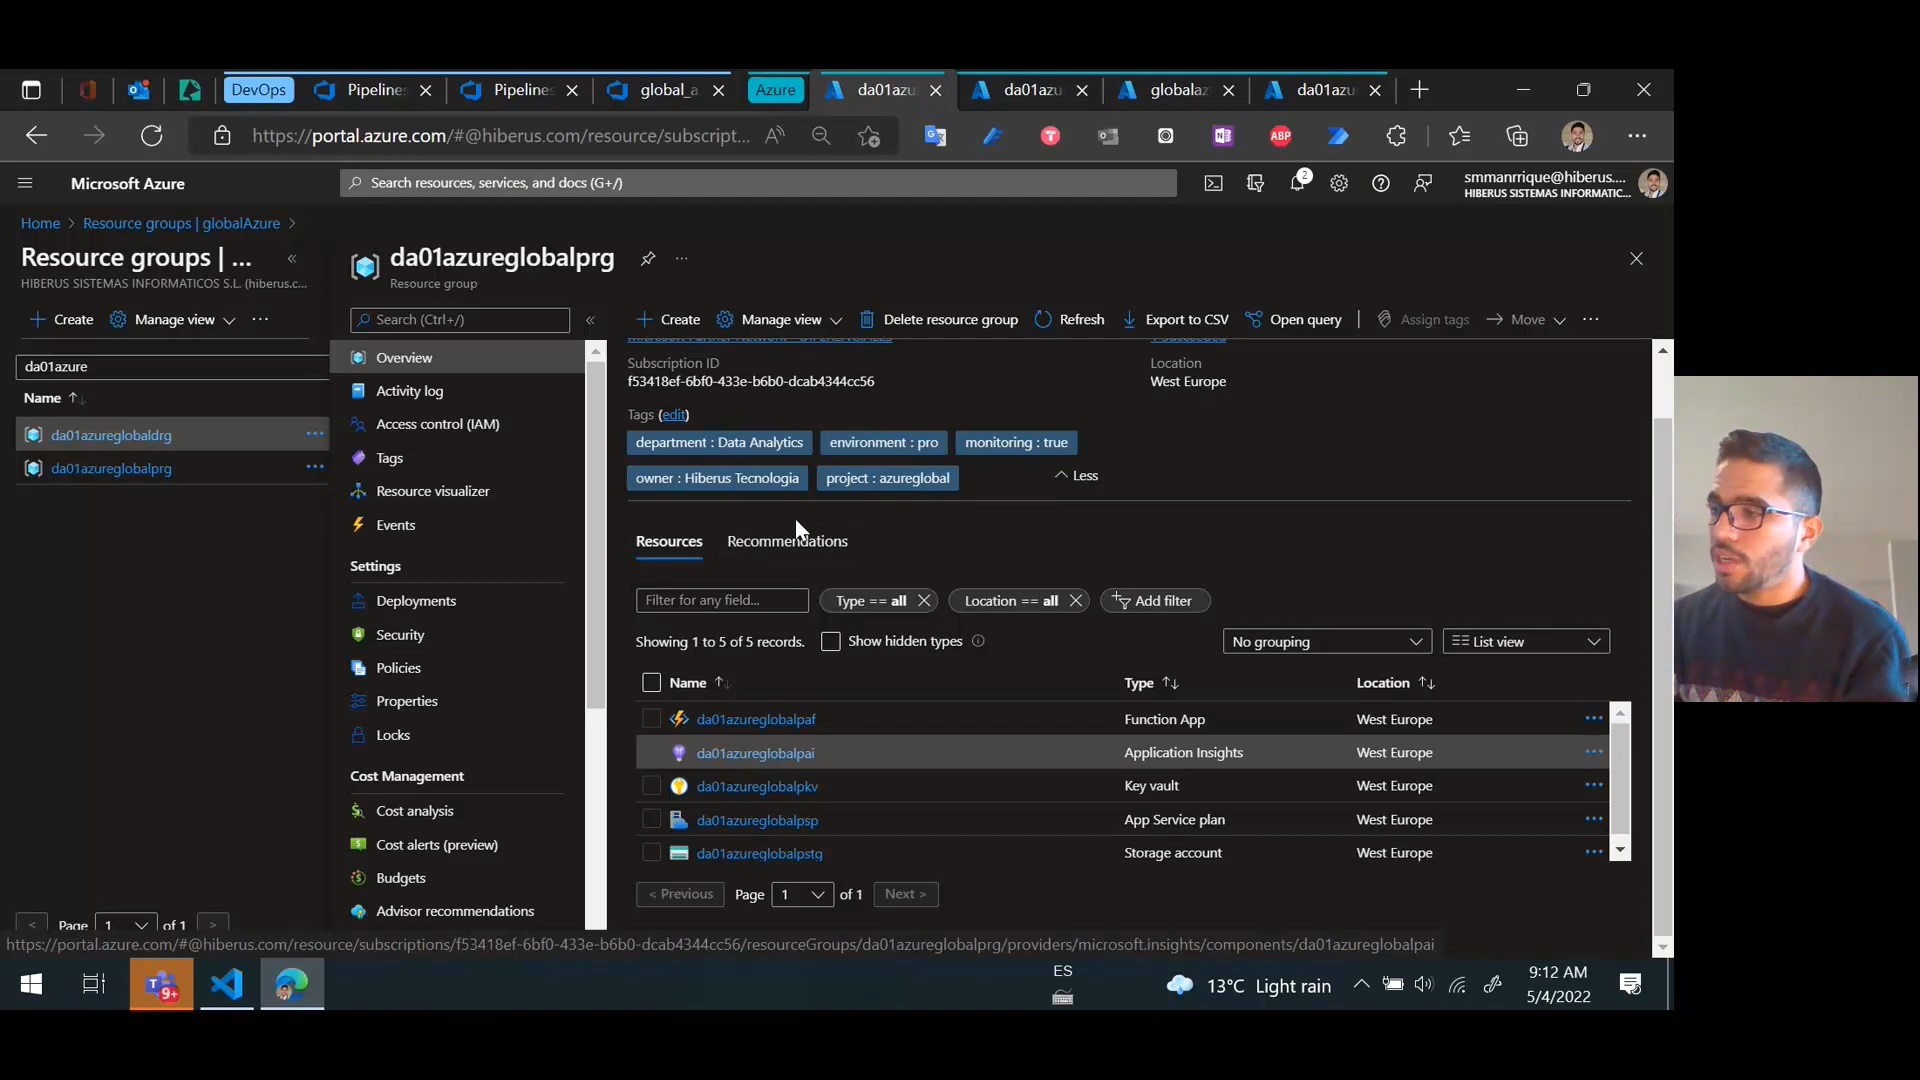 DevOps Pipelines Pipelines global_a Azure da01azu da01azu globalaz da01azu
https://portal.azure.com/#@hiberus.com/resource/subscript...
ABP
Microsoft Azure
Search resources, services, and docs (G+/)
2
smmanrrique@hiberus....
HIBERUS SISTEMAS INFORMATIC...
Home > Resource groups | globalAzure >
Resource groups | ...
HIBERUS SISTEMAS INFORMATICOS S.L. (hiberus.c...
Create Manage view ...
da01azure
Name
da01azureglobaldrg
da01azureglobalprg
< Page 1 of 1 >
da01azureglobalprg
Resource group
Search (Ctrl+/)
Overview
Activity log
Access control (IAM)
Tags
Resource visualizer
Events
Settings
Deployments
Security
Policies
Properties
Locks
Cost Management
Cost analysis
Cost alerts (preview)
Budgets
Advisor recommendations
Create Manage view Delete resource group Refresh Export to CSV Open query Assign tags Move ...
Subscription ID
f53418ef-6bf0-433e-b6b0-dcab4344cc56
Location
West Europe
Tags (edit)
department : Data Analytics environment : pro monitoring : true
owner : Hiberus Tecnologia project : azureglobal Less
Resources Recommendations
Filter for any field... Type == all Location == all Add filter
Showing 1 to 5 of 5 records. Show hidden types No grouping List view
Name Type Location
da01azureglobalpaf Function App West Europe
da01azureglobalpai Application Insights West Europe
da01azureglobalpkv Key vault West Europe
da01azureglobalpsp App Service plan West Europe
da01azureglobalpstg Storage account West Europe
< Previous Page 1 of 1 Next >
https://portal.azure.com/#@hiberus.com/resource/subscriptions/f53418ef-6bf0-433e-b6b0-dcab4344cc56/resourceGroups/da01azureglobalprg/providers/microsoft.insights/components/da01azureglobalpai
9+
ES
13°C Light rain
9:12 AM
5/4/2022